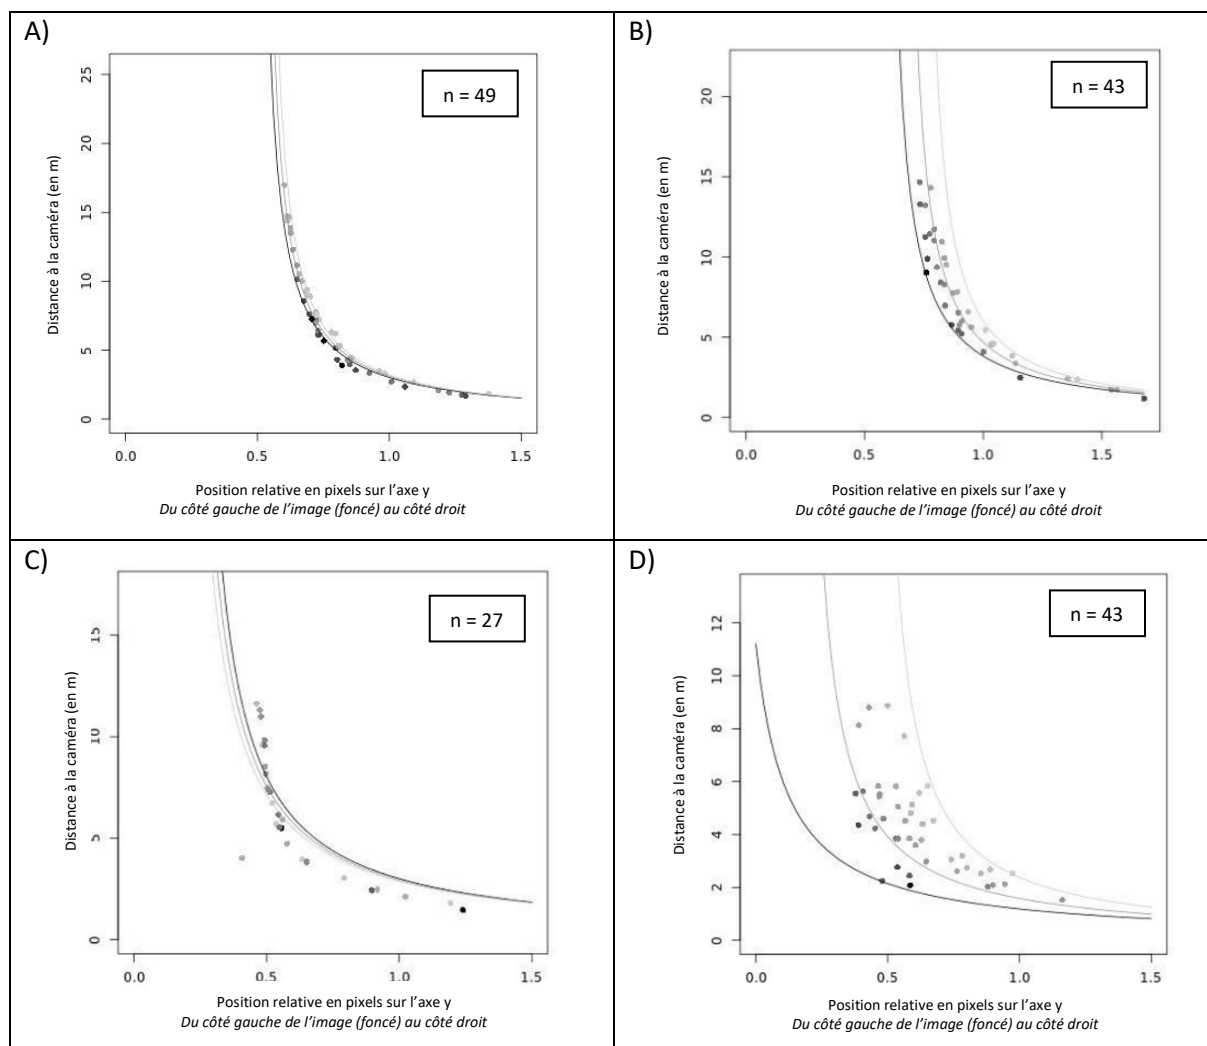 A)
n = 49
Distance à la caméra (en m)
25
20
15
10
5
0
0.0 0.5 1.0 1.5
Position relative en pixels sur l’axe y
Du côté gauche de l’image (foncé) au côté droit
B)
n = 43
Distance à la caméra (en m)
20
15
10
5
0
0.0 0.5 1.0 1.5
Position relative en pixels sur l’axe y
Du côté gauche de l’image (foncé) au côté droit
C)
n = 27
Distance à la caméra (en m)
15
10
5
0
0.0 0.5 1.0 1.5
Position relative en pixels sur l’axe y
Du côté gauche de l’image (foncé) au côté droit
D)
n = 43
Distance à la caméra (en m)
12
10
8
6
4
2
0
0.0 0.5 1.0 1.5
Position relative en pixels sur l’axe y
Du côté gauche de l’image (foncé) au côté droit